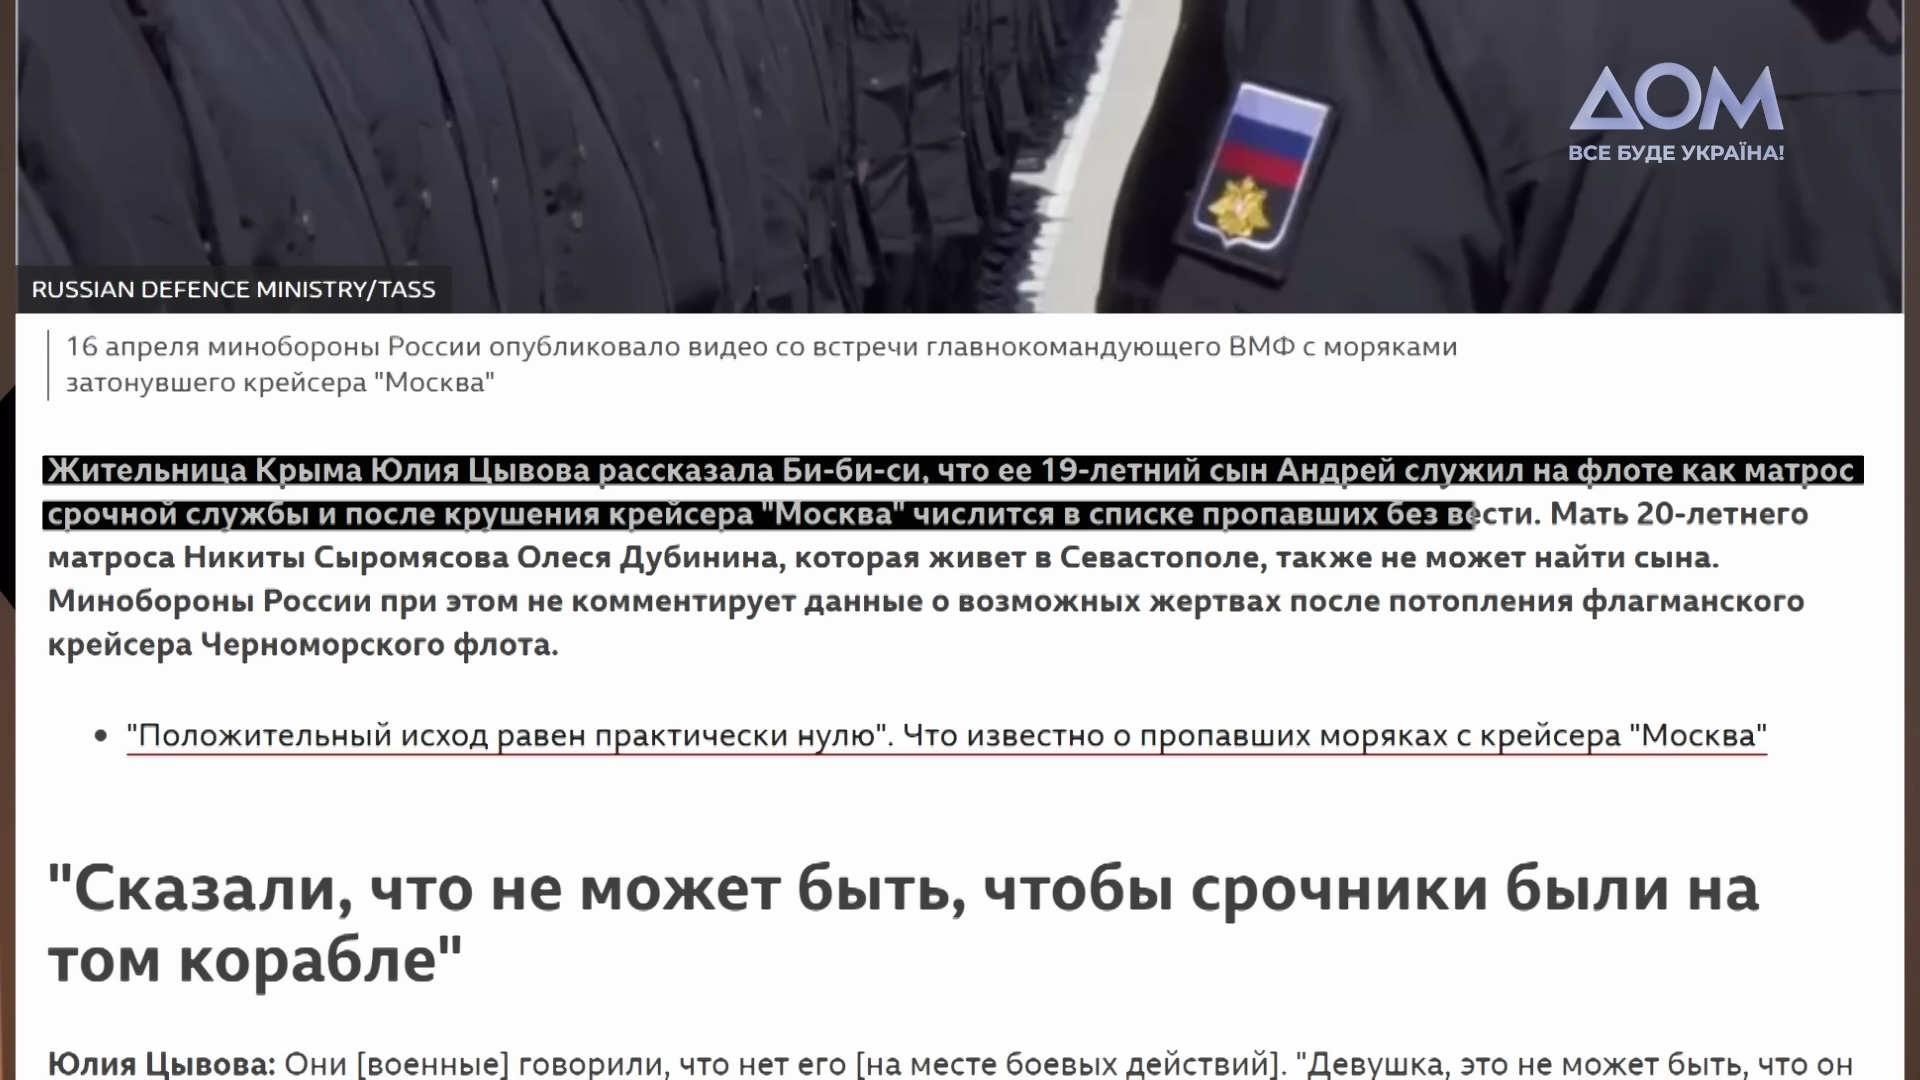 ДОМ
ВСЕ БУДЕ УКРАЇНА!
RUSSIAN DEFENCE MINISTRY/TASS
16 апреля минобороны России опубликовало видео со встречи главнокомандующего ВМФ с моряками
затонувшего крейсера "Москва"
Жительница Крыма Юлия Цывова рассказала Би-би-си, что ее 19-летний сын Андрей служил на флоте как матрос
срочной службы и после крушения крейсера "Москва" числится в списке пропавших без вести. Мать 20-летнего
матроса Никиты Сыромясова Олеся Дубинина, которая живет в Севастополе, также не может найти сына.
Минобороны России при этом не комментирует данные о возможных жертвах после потопления флагманского
крейсера Черноморского флота.
• "Положительный исход равен практически нулю". Что известно о пропавших моряках с крейсера "Москва"
"Сказали, что не может быть, чтобы срочники были на
том корабле"
Юлия Цывова: Они [военные] говорили, что нет его [на месте боевых действий]. "Девушка, это не может быть, что он